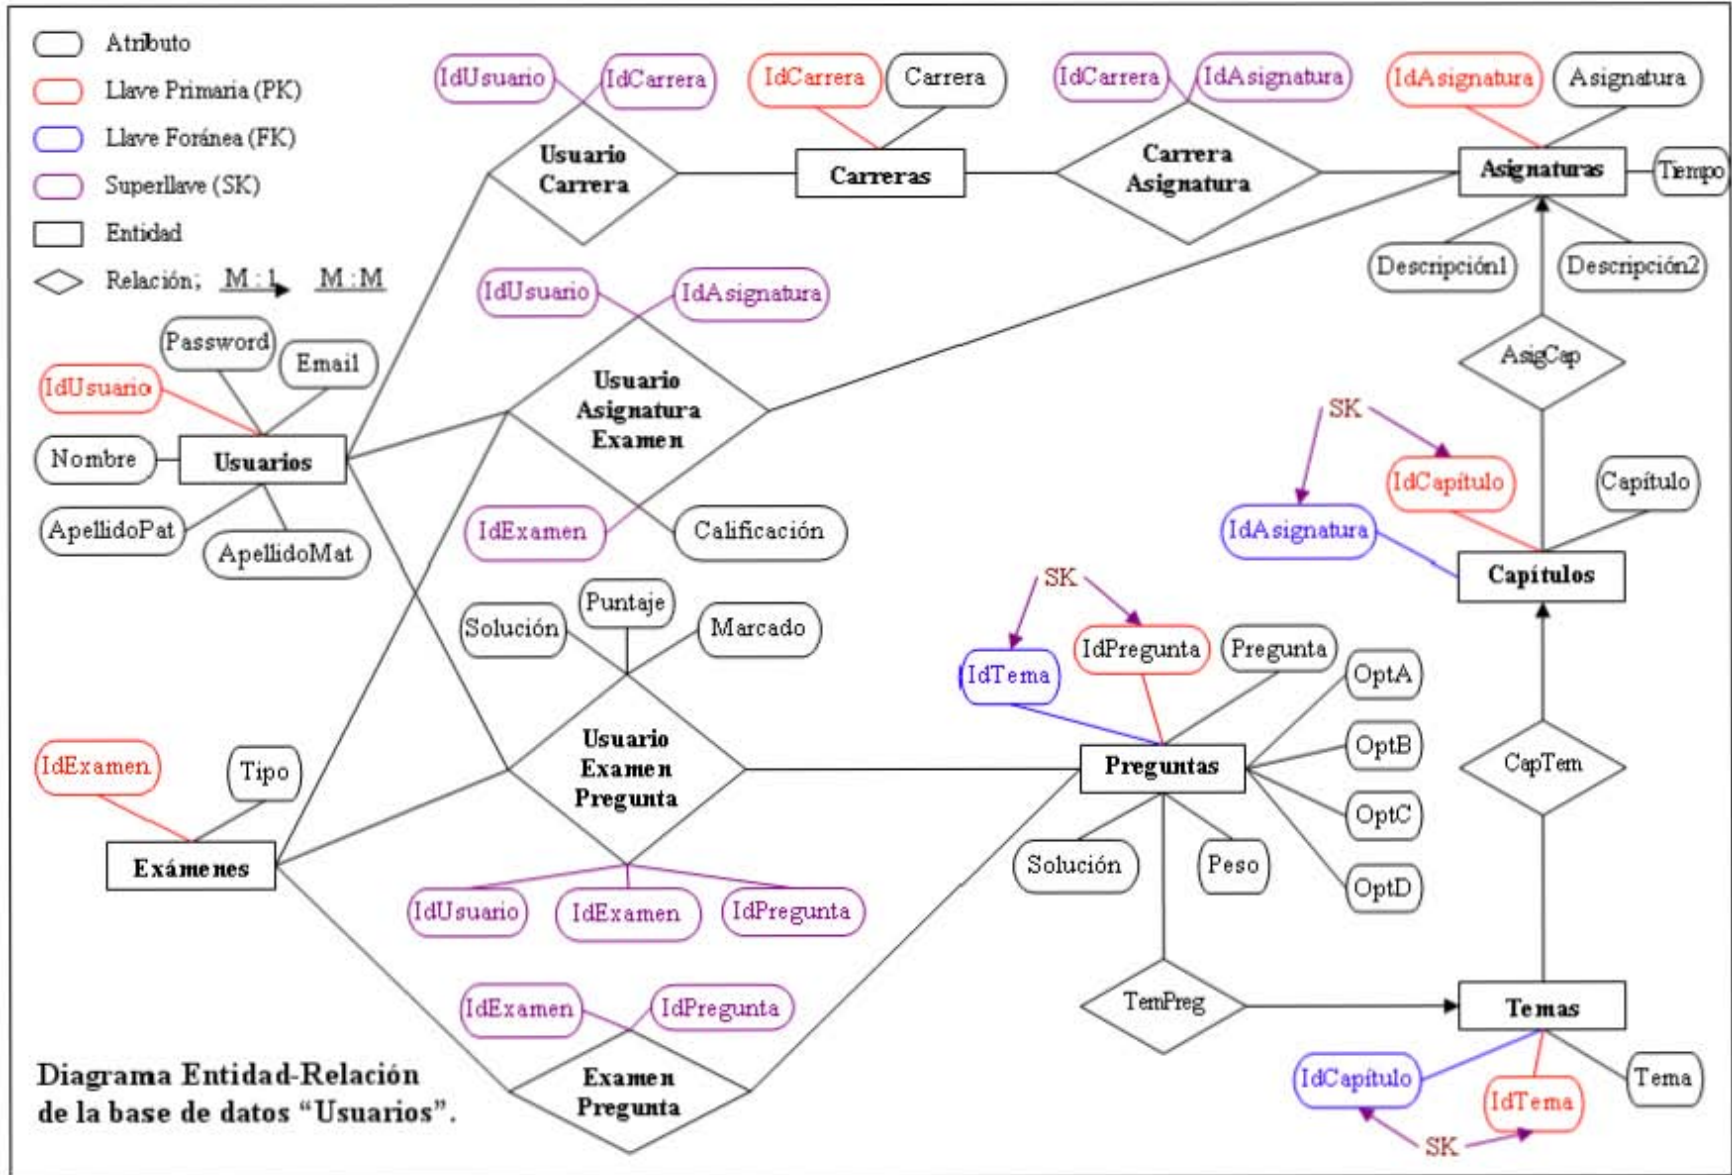 Atributo
Llave Primaria (PK)
Llave Foránea (FK)
Superllave (SK)
Entidad
Relación; M : 1 M : M
IdUsuario
IdCarrera
Usuario
Carrera
IdCarrera
Carrera
Carreras
IdCarrera
IdAsignatura
Carrera
Asignatura
IdAsignatura
Asignatura
Asignaturas
Tiempo
Descripción1
Descripción2
AsigCap
IdUsuario
IdAsignatura
Usuario
Asignatura
Examen
IdExamen
Calificación
Password
Email
IdUsuario
Nombre
Usuarios
ApellidoPat
ApellidoMat
SK
IdCapítulo
Capítulo
IdAsignatura
Capítulos
Solución
Puntaje
Marcado
Usuario
Examen
Pregunta
IdUsuario
IdExamen
IdPregunta
SK
IdTema
IdPregunta
Pregunta
OptA
OptB
OptC
OptD
Preguntas
Solución
Peso
CapTem
IdExamen
Tipo
Exámenes
IdExamen
IdPregunta
Examen
Pregunta
TemPreg
Temas
IdCapítulo
IdTema
Tema
SK
Diagrama Entidad-Relación
de la base de datos “Usuarios”.